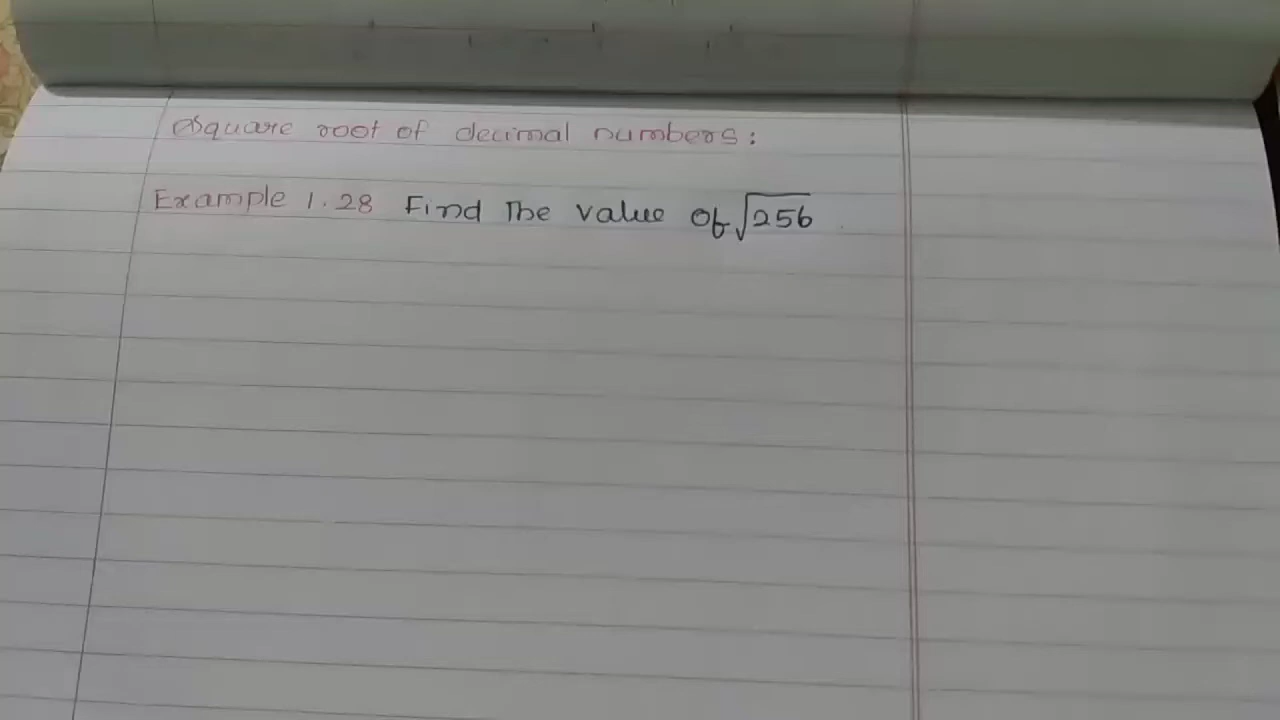 Square root of decimal numbers:
Example 1.28 Find The value of √256